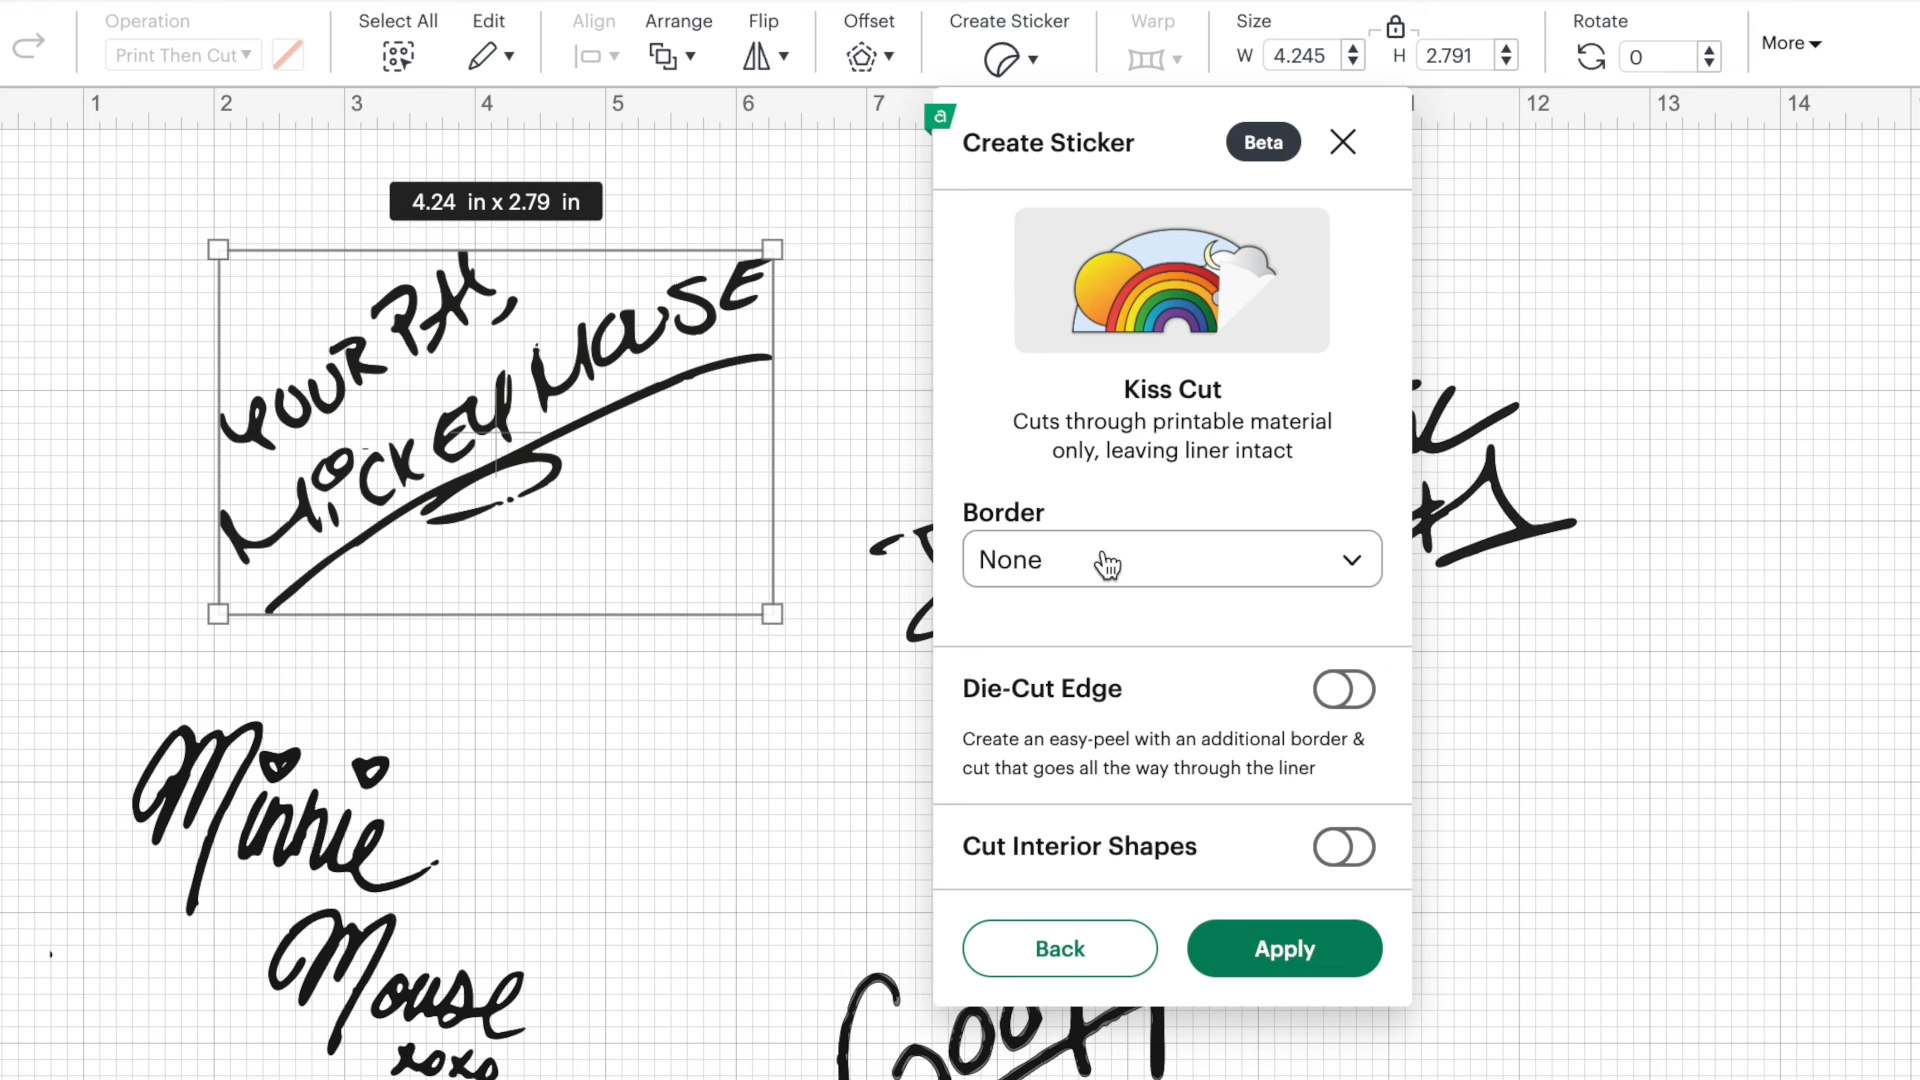 Operation
Select All
Edit
Align
Arrange
Flip
Offset
Create Sticker
Warp
Size
Rotate
Print Then Cut
W 4.245
H 2.791
0
More
1 2 3 4 5 6 7 12 13 14
a
Create Sticker
Beta
4.24 in x 2.79 in
YOUR PAL,
MiCKEY MOUSE
Kiss Cut
Cuts through printable material
only, leaving liner intact
Border
None
#1
Die-Cut Edge
Create an easy-peel with an additional border &
cut that goes all the way through the liner
Cut Interior Shapes
Back
Apply
Minnie
Mouse
xoxo